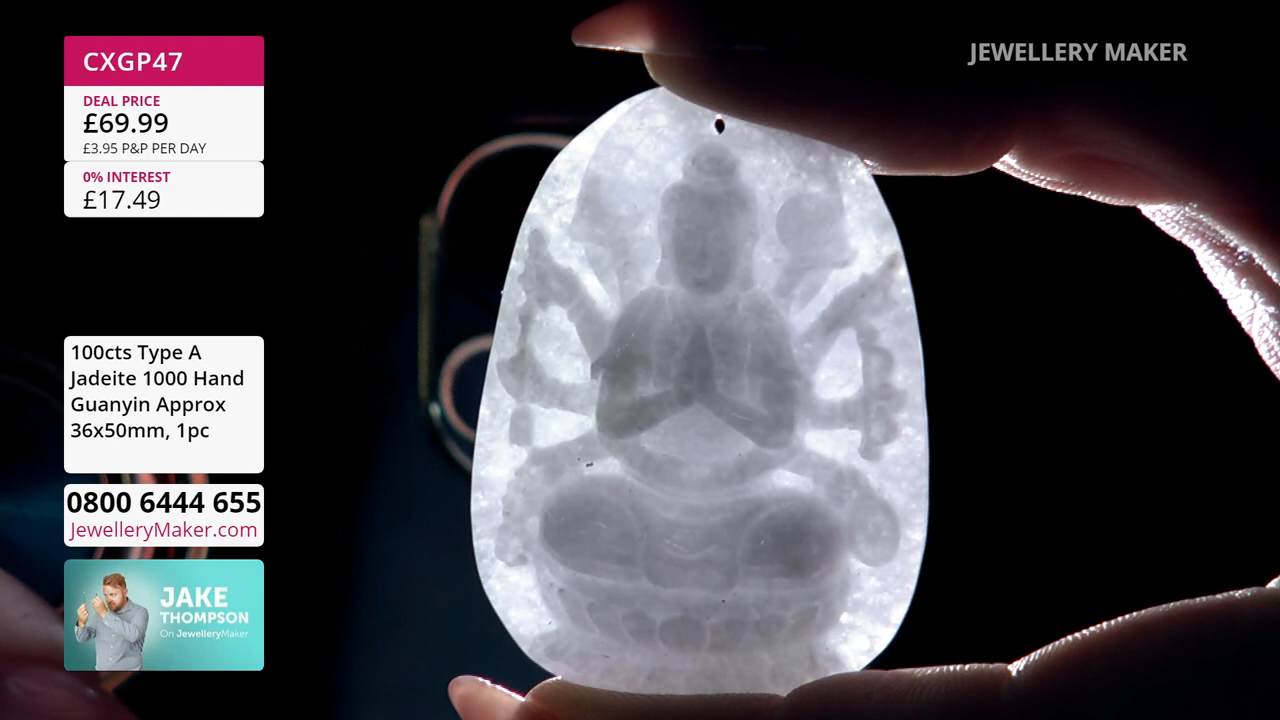 CXGP47
DEAL PRICE
£69.99
£3.95 P&P PER DAY
0% INTEREST
£17.49
100cts Type A
Jadeite 1000 Hand
Guanyin Approx
36x50mm, 1pc
0800 6444 655
JewelleryMaker.com
JAKE
THOMPSON
On JewelleryMaker
JEWELLERY MAKER